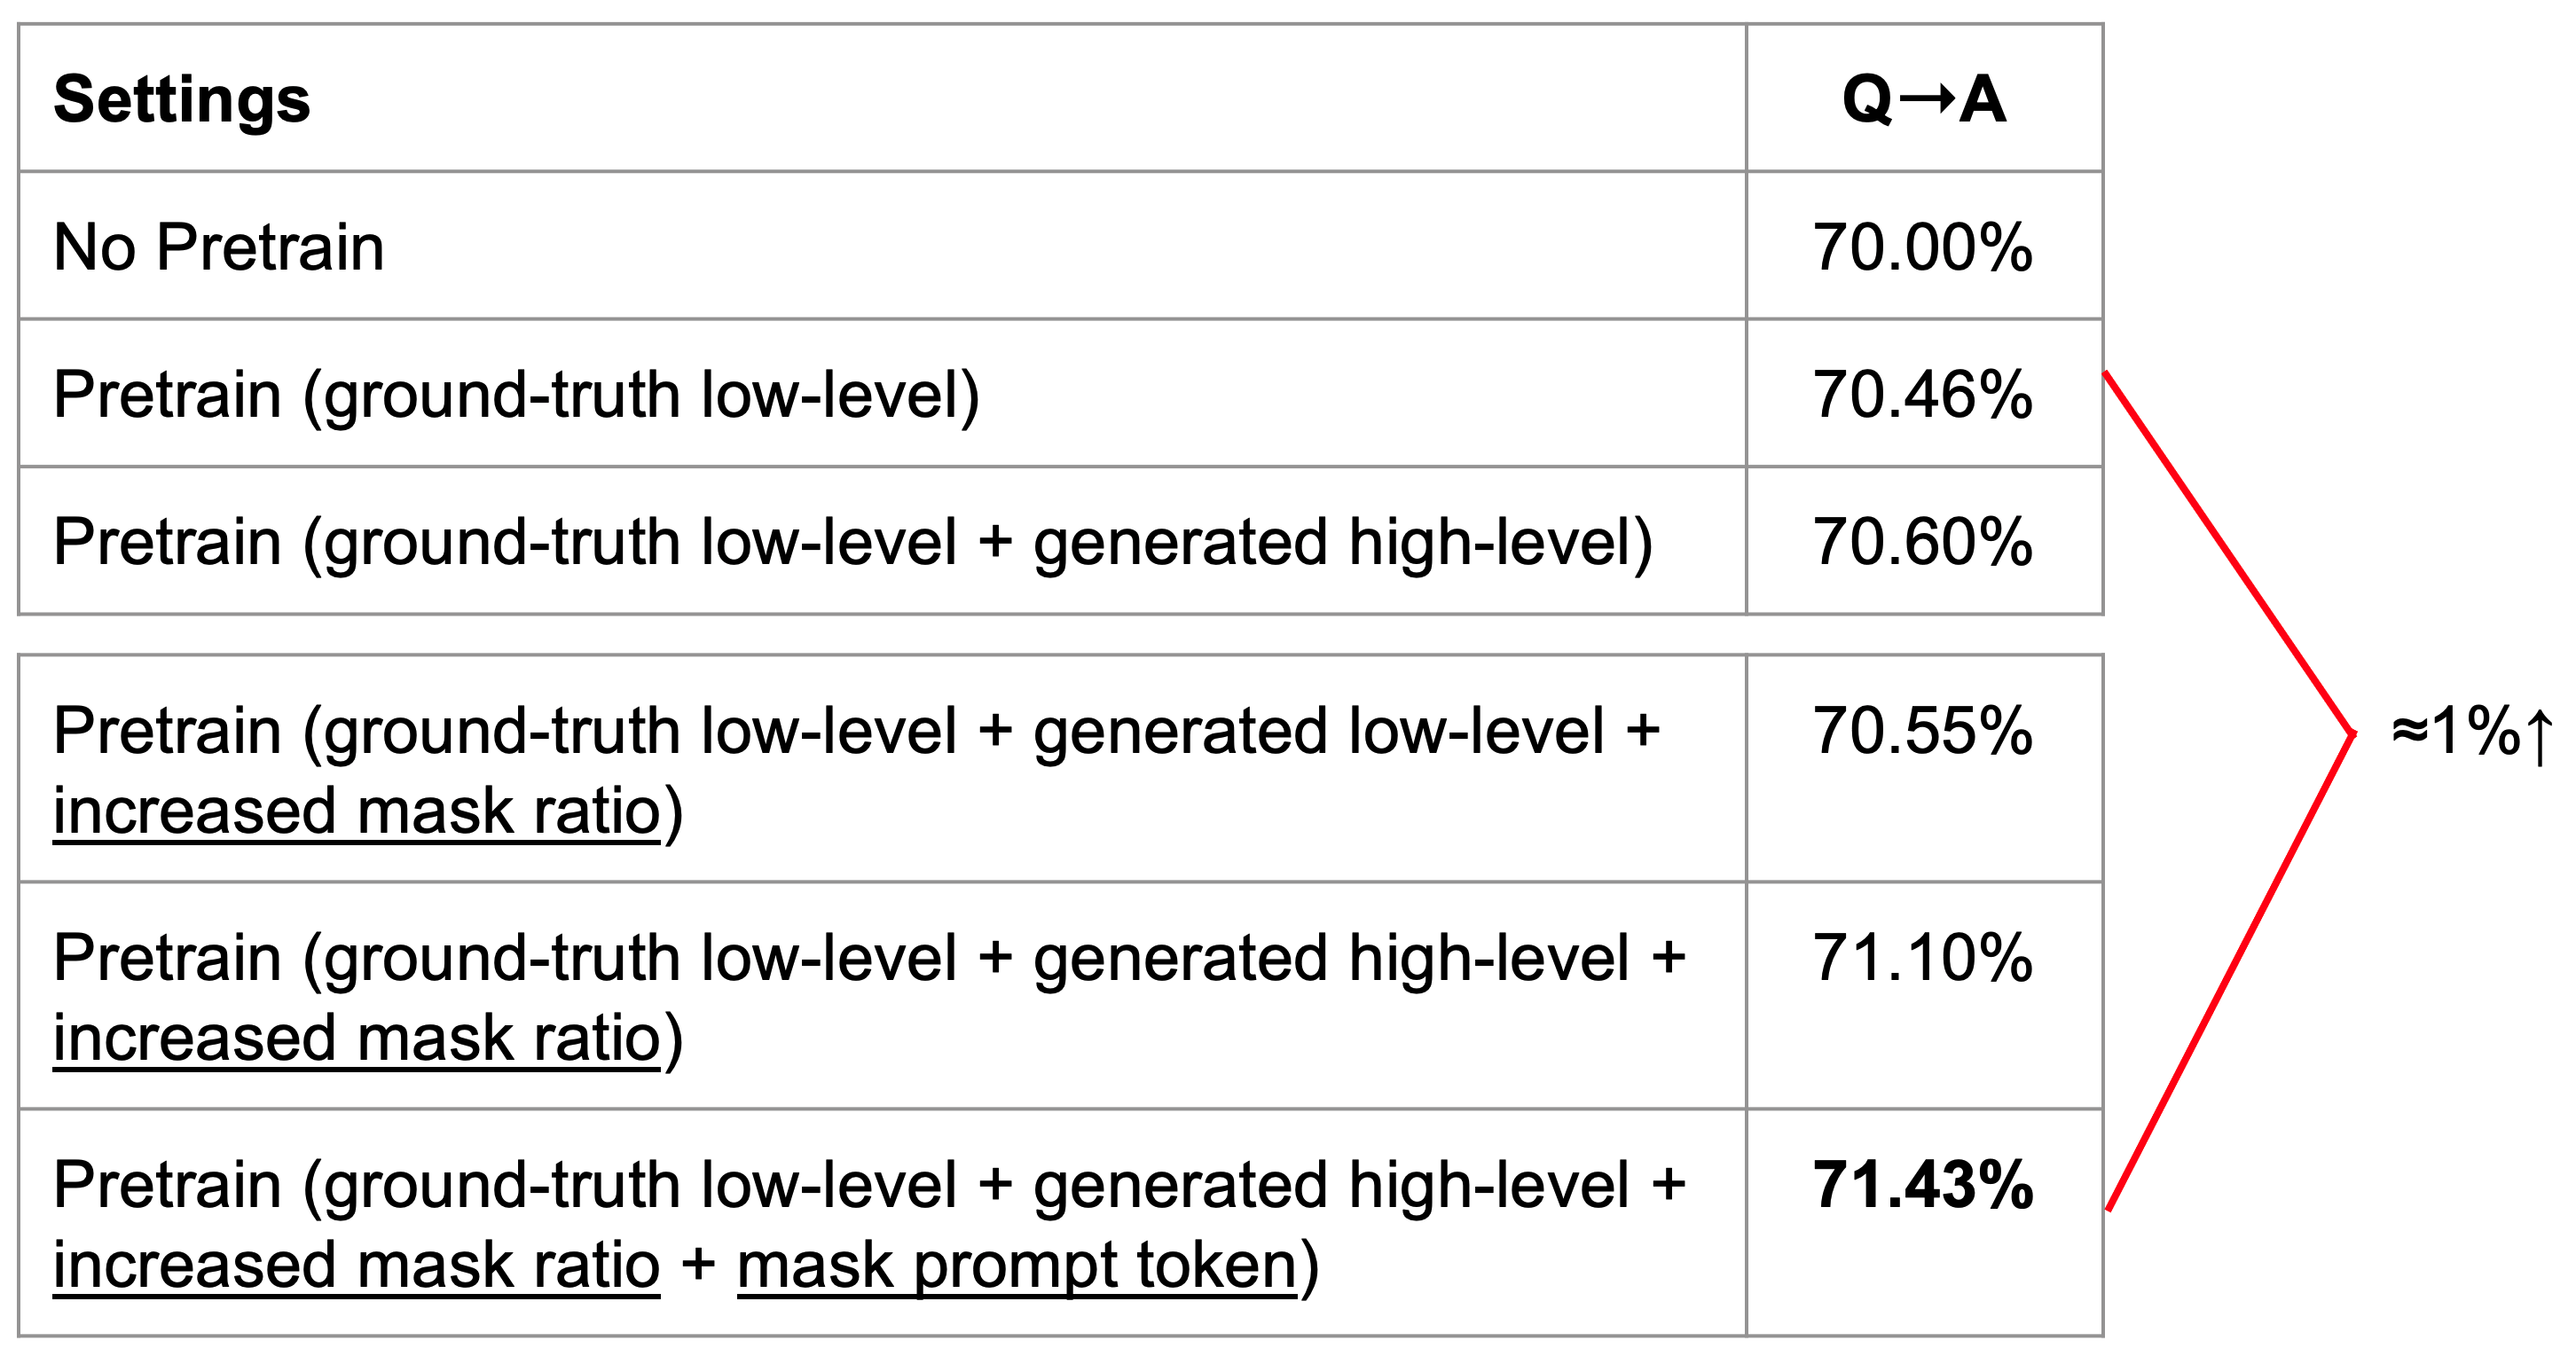 Settings Q→A
No Pretrain 70.00%
Pretrain (ground-truth low-level) 70.46%
Pretrain (ground-truth low-level + generated high-level) 70.60%
Pretrain (ground-truth low-level + generated low-level + 70.55%
increased mask ratio)
≈1%↑
Pretrain (ground-truth low-level + generated high-level + 71.10%
increased mask ratio)
Pretrain (ground-truth low-level + generated high-level + 71.43%
increased mask ratio + mask prompt token)